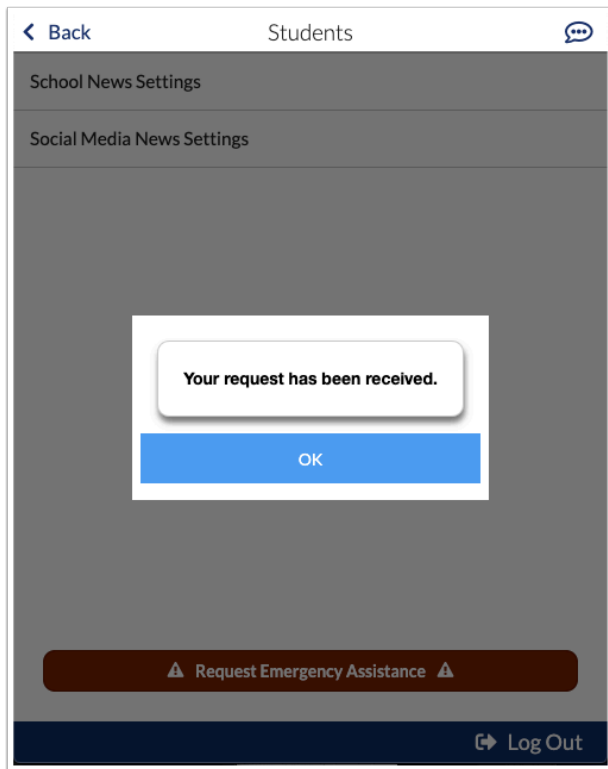 Back
Students
School News Settings
Social Media News Settings
Your request has been received.
OK
Request Emergency Assistance
Log Out